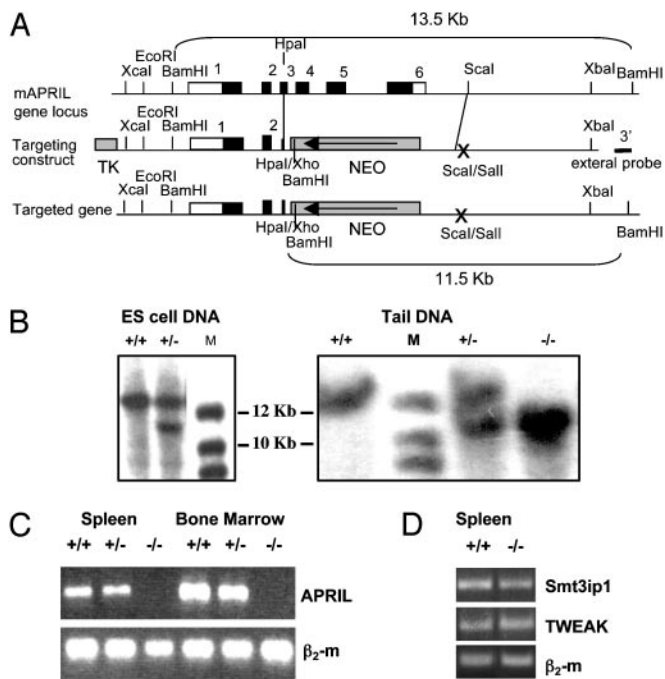 A
13.5 Kb
HpaI
EcoRI
XcaI BamHI 1 2 3 4 5 6 ScaI XbaI BamHI
mAPRIL
gene locus
EcoRI
XcaI BamHI 1 2 XbaI 3'
Targeting
construct
TK HpaI/Xho BamHI NEO X ScaI/SalI exteral probe
EcoRI
XcaI BamHI XbaI
Targeted gene
HpaI/Xho BamHI NEO X ScaI/SalI BamHI
11.5 Kb
B
ES cell DNA Tail DNA
+/+ +/- M +/+ M +/- -/-
12 Kb
10 Kb
C D
Spleen Bone Marrow Spleen
+/+ +/- -/- +/+ +/- -/- +/+ -/-
APRIL Smt3ip1
TWEAK
β2-m β2-m